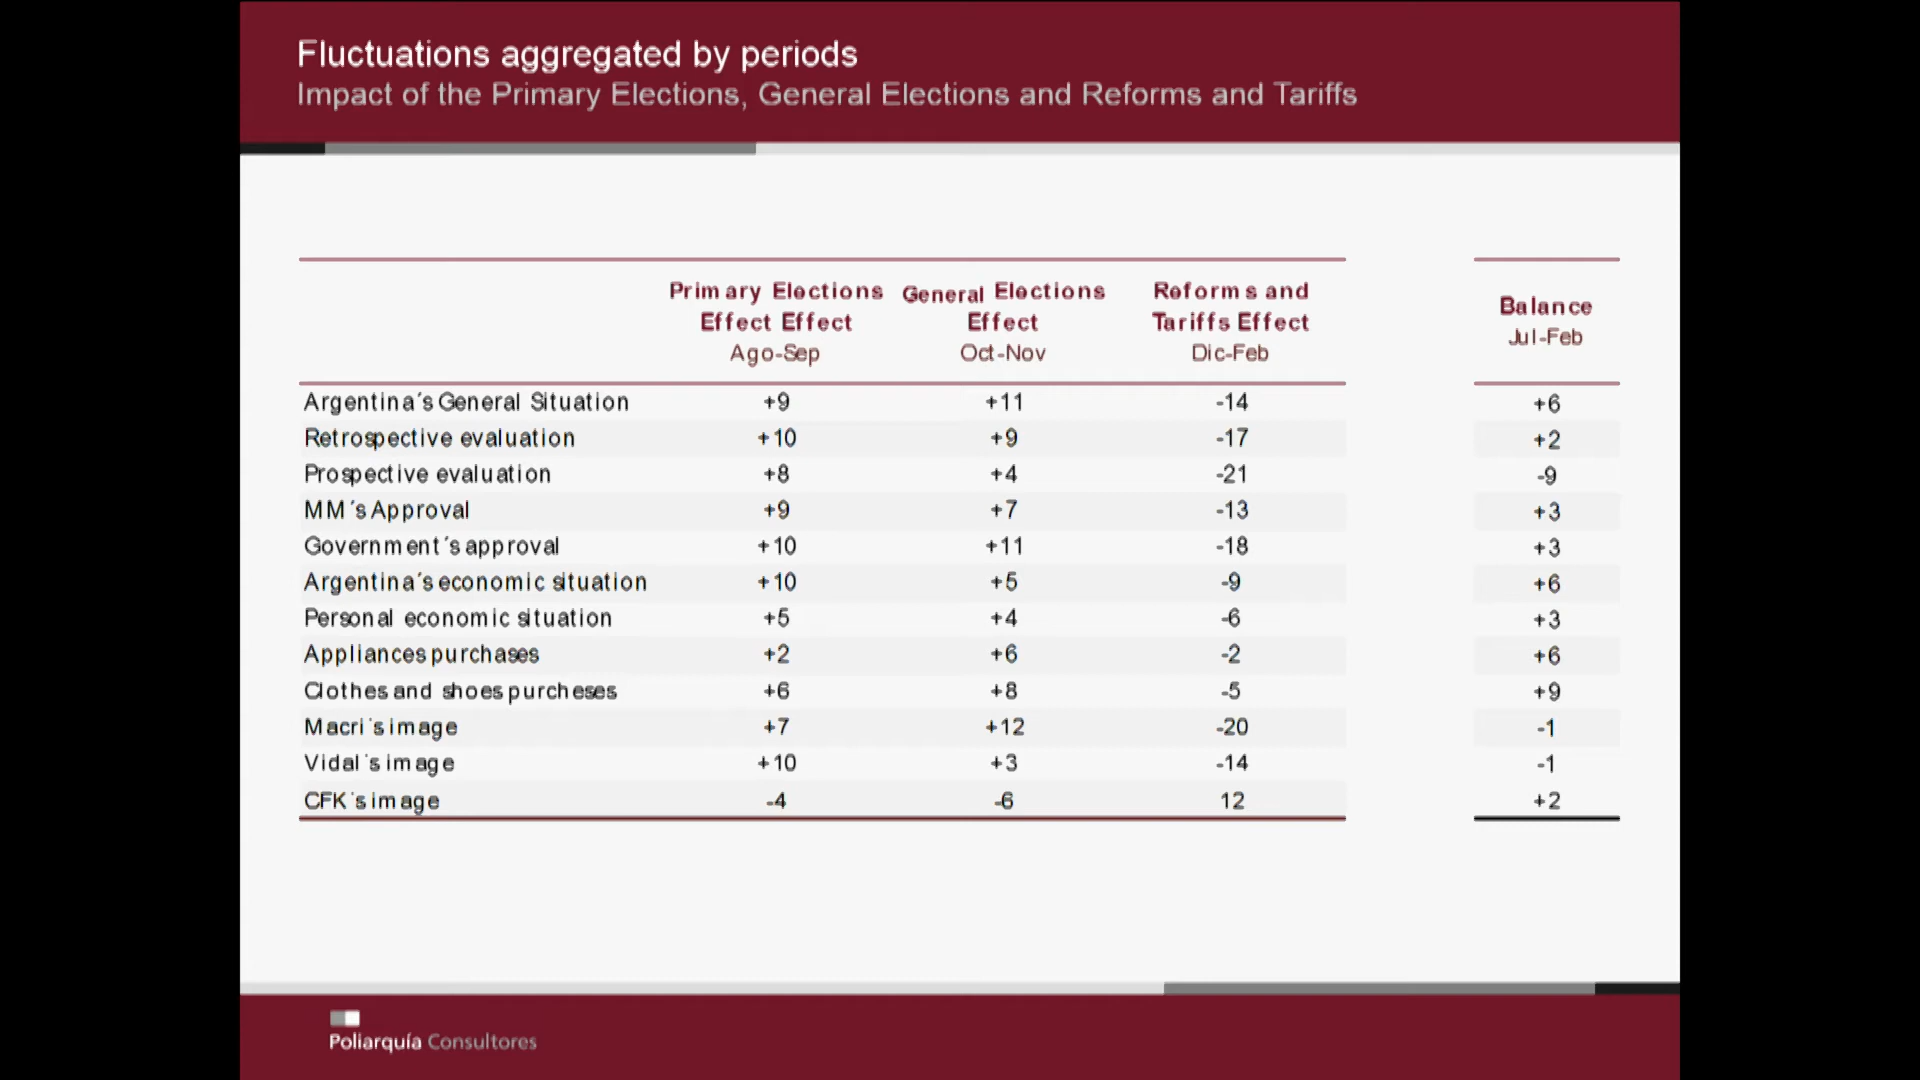 Fluctuations aggregated by periods
Impact of the Primary Elections, General Elections and Reforms and Tariffs
Primary Elections Effect Effect Ago-Sep
General Elections Effect Oct-Nov
Reforms and Tariffs Effect Dic-Feb
Balance Jul-Feb
Argentina´s General Situation +9 +11 -14 +6
Retrospective evaluation +10 +9 -17 +2
Prospective evaluation +8 +4 -21 -9
MM´s Approval +9 +7 -13 +3
Government´s approval +10 +11 -18 +3
Argentina´s economic situation +10 +5 -9 +6
Personal economic situation +5 +4 -6 +3
Appliances purchases +2 +6 -2 +6
Clothes and shoes purcheses +6 +8 -5 +9
Macri´s image +7 +12 -20 -1
Vidal´s image +10 +3 -14 -1
CFK´s image -4 -6 12 +2
Poliarquía Consultores